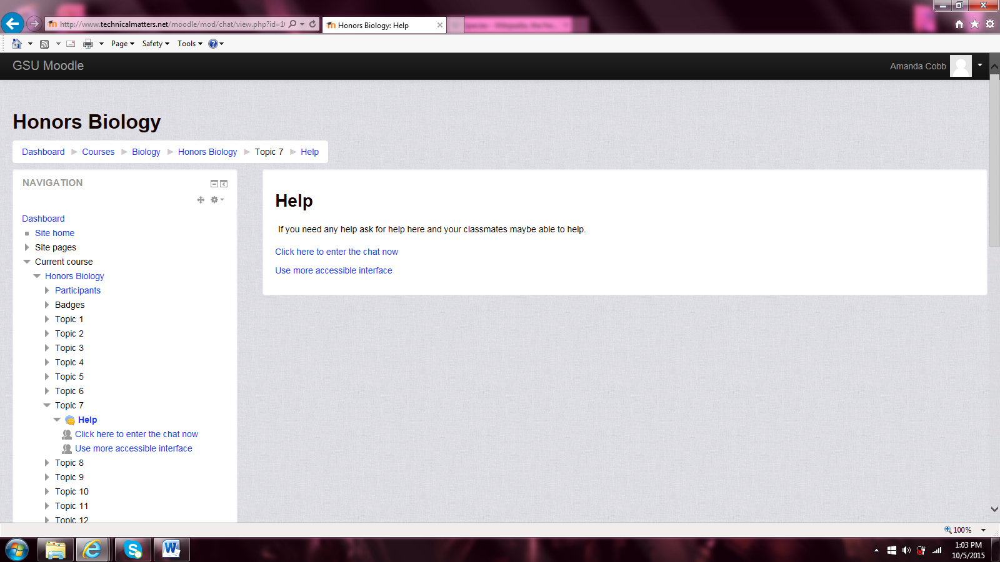 http://www.technicalmatters.net/moodle/mod/chat/view.php?id=1
Honors Biology: Help
Page
Safety
Tools
GSU Moodle
Amanda Cobb
Honors Biology
Dashboard Courses Biology Honors Biology Topic 7 Help
NAVIGATION
Dashboard
Site home
Site pages
Current course
Honors Biology
Participants
Badges
Topic 1
Topic 2
Topic 3
Topic 4
Topic 5
Topic 6
Topic 7
Help
Click here to enter the chat now
Use more accessible interface
Topic 8
Topic 9
Topic 10
Topic 11
Topic 12
Help
If you need any help ask for help here and your classmates maybe able to help.
Click here to enter the chat now
Use more accessible interface
100%
1:03 PM
10/5/2015